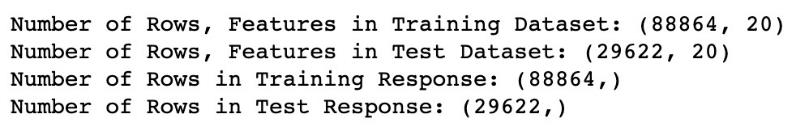 Number of Rows, Features in Training Dataset: (88864, 20)
Number of Rows, Features in Test Dataset: (29622, 20)
Number of Rows in Training Response: (88864,)
Number of Rows in Test Response: (29622,)